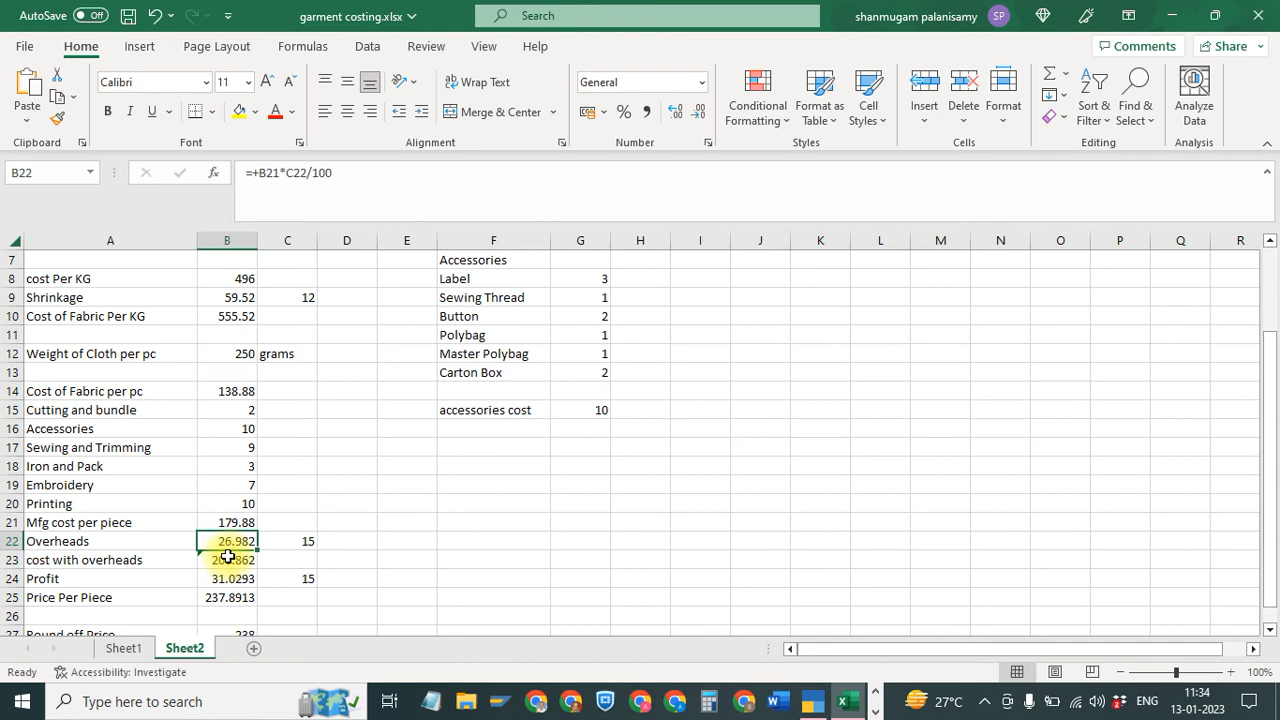 AutoSave Off garment costing.xlsx Search shanmugam palanisamy SP
File Home Insert Page Layout Formulas Data Review View Help Comments Share
Paste Calibri 11 Wrap Text General Conditional Formatting Format as Table Cell Styles Insert Delete Format Sort & Filter Find & Select Analyze Data
B I U Merge & Center
Clipboard Font Alignment Number Styles Cells Editing Analysis
B22 fx =+B21*C22/100
A B C D E F G H I J K L M N O P Q R
7 Accessories
8 cost Per KG 496 Label 3
9 Shrinkage 59.52 12 Sewing Thread 1
10 Cost of Fabric Per KG 555.52 Button 2
11 Polybag 1
12 Weight of Cloth per pc 250 grams Master Polybag 1
13 Carton Box 2
14 Cost of Fabric per pc 138.88
15 Cutting and bundle 2 accessories cost 10
16 Accessories 10
17 Sewing and Trimming 9
18 Iron and Pack 3
19 Embroidery 7
20 Printing 10
21 Mfg cost per piece 179.88
22 Overheads 26.982 15
23 cost with overheads
24 Profit 31.0293 15
25 Price Per Piece 237.8913
26
27 Round off Price 238
Sheet1 Sheet2
Ready Accessibility: Investigate 100%
Type here to search 27°C ENG 11:34
13-01-2023